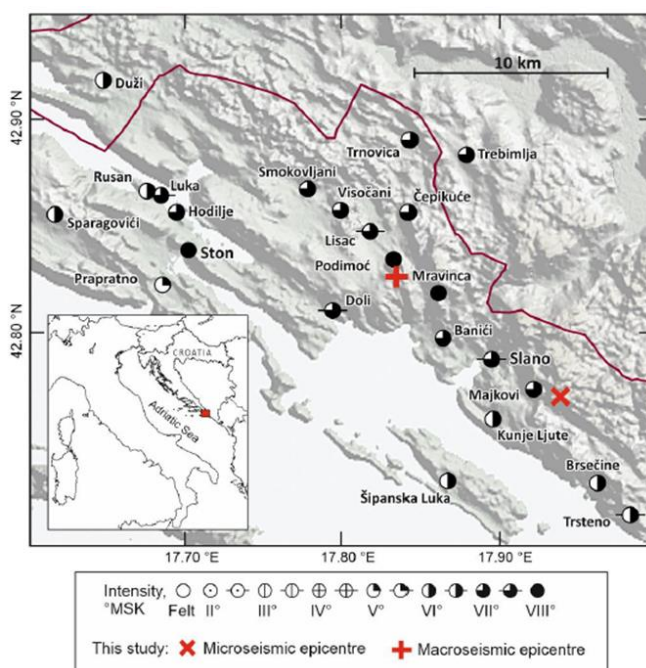 10 km
Duži
42.90 °N
Trnovica
Trebimlja
Smokovljani
Rusan
Luka
Visočani
Čepikuće
Hodilje
Sparagovići
Lisac
Ston
Podimoć
Prapratno
Mravinca
Doli
42.80 °N
Banići
CROATIA
Slano
Majkovi
Adriatic Sea
Kunje Ljute
Brsečine
Šipanska Luka
Trsteno
17.70 °E
17.80 °E
17.90 °E
Intensity,
°MSK
Felt II° III° IV° V° VI° VII° VIII°
This study: Microseismic epicentre Macroseismic epicentre